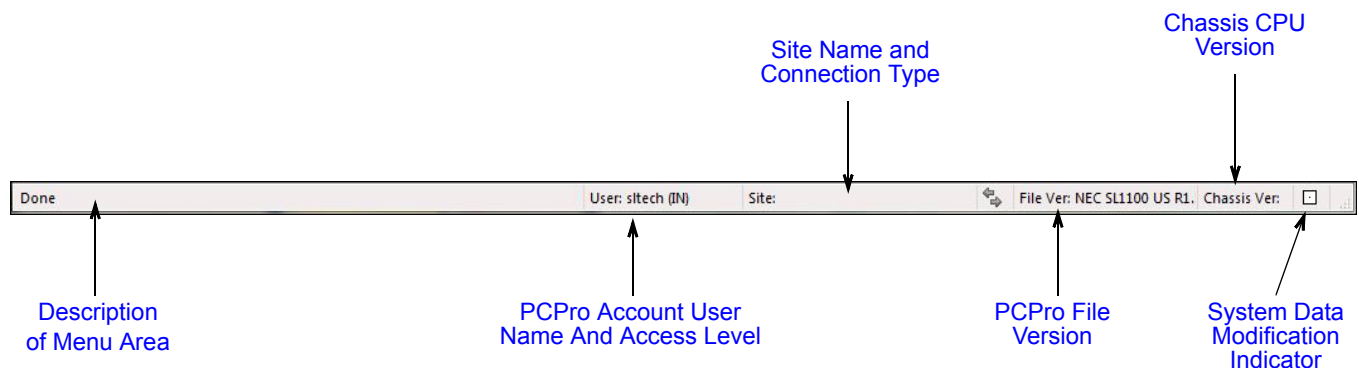 Chassis CPU
Version
Site Name and
Connection Type
Done
User: sltech (IN)
Site:
File Ver: NEC SL1100 US R1.
Chassis Ver:
Description
of Menu Area
PCPro Account User
Name And Access Level
PCPro File
Version
System Data
Modification
Indicator